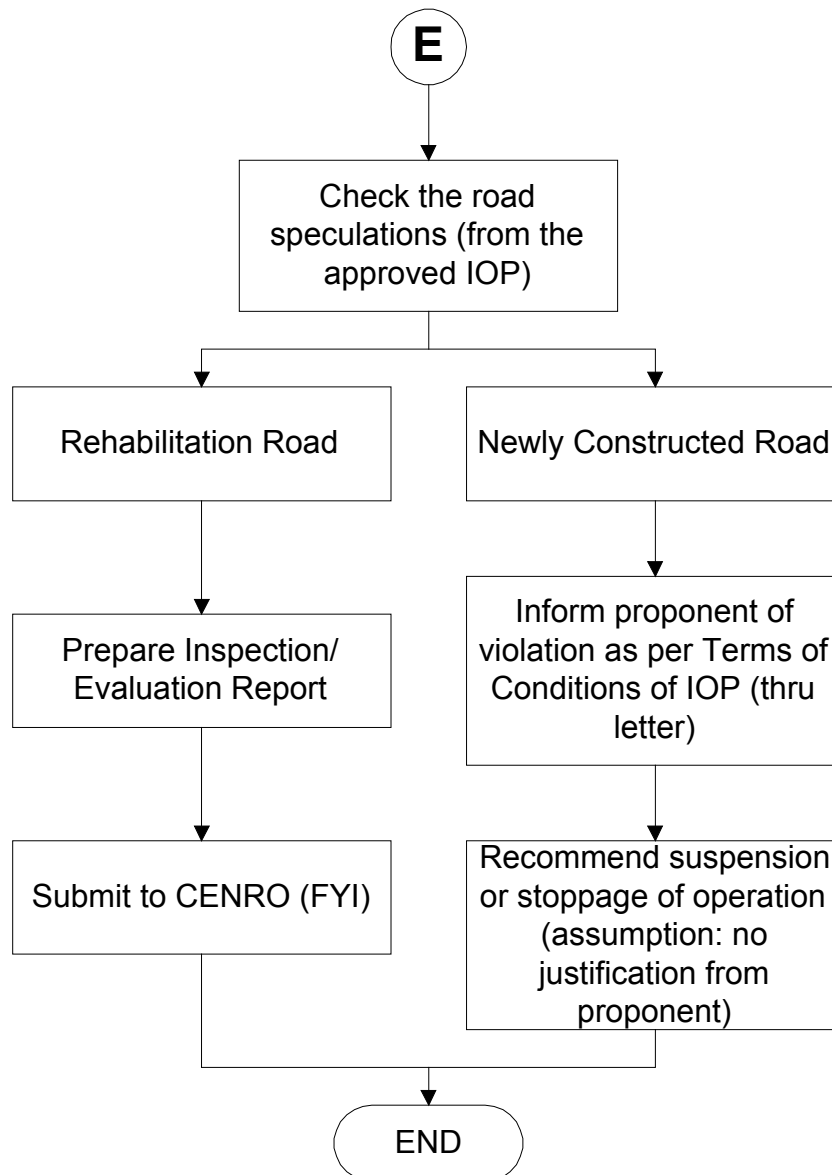 E
Check the road
speculations (from the
approved IOP)
Rehabilitation Road
Newly Constructed Road
Prepare Inspection/
Evaluation Report
Inform proponent of
violation as per Terms of
Conditions of IOP (thru
letter)
Submit to CENRO (FYI)
Recommend suspension
or stoppage of operation
(assumption: no
justification from
proponent)
END